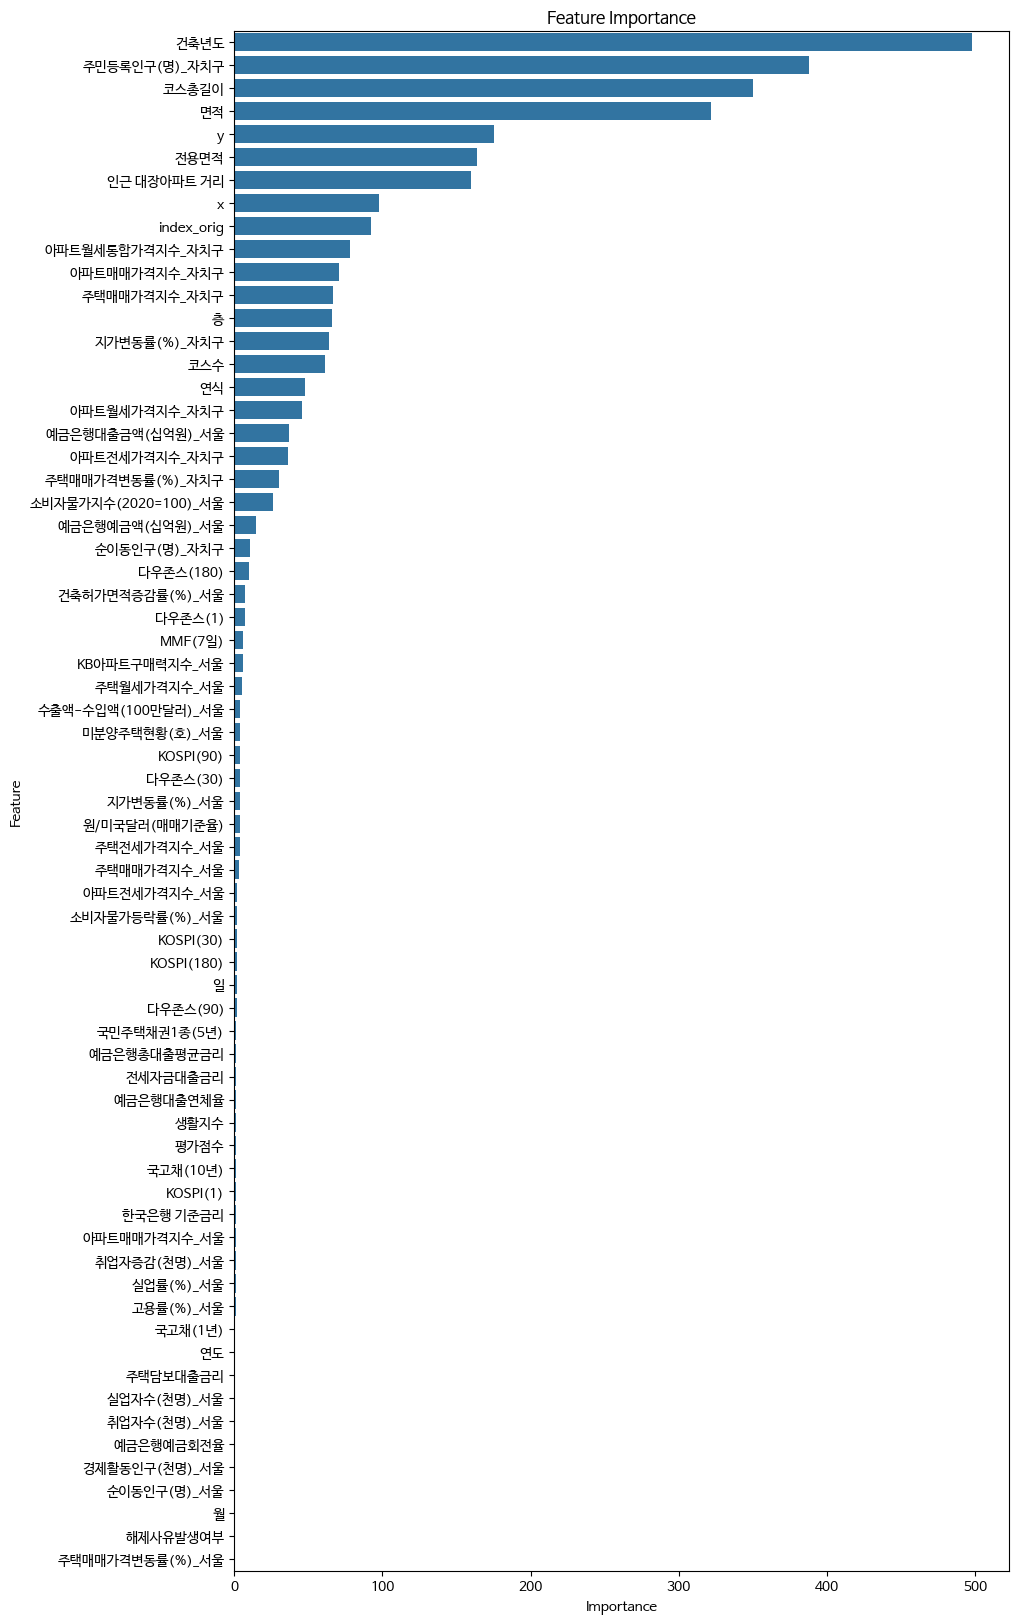 Feature Importance
건축년도
주민등록인구(명)_자치구
코스총길이
면적
y
전용면적
인근 대장아파트 거리
x
index_orig
아파트월세통합가격지수_자치구
아파트매매가격지수_자치구
주택매매가격지수_자치구
층
지가변동률(%)_자치구
코스수
연식
아파트월세가격지수_자치구
예금은행대출금액(십억원)_서울
아파트전세가격지수_자치구
주택매매가격변동률(%)_자치구
소비자물가지수(2020=100)_서울
예금은행예금액(십억원)_서울
순이동인구(명)_자치구
다우존스(180)
건축허가면적증감률(%)_서울
다우존스(1)
MMF(7일)
KB아파트구매력지수_서울
주택월세가격지수_서울
수출액-수입액(100만달러)_서울
미분양주택현황(호)_서울
KOSPI(90)
다우존스(30)
지가변동률(%)_서울
원/미국달러(매매기준율)
주택전세가격지수_서울
주택매매가격지수_서울
아파트전세가격지수_서울
소비자물가등락률(%)_서울
KOSPI(30)
KOSPI(180)
일
다우존스(90)
국민주택채권1종(5년)
예금은행총대출평균금리
전세자금대출금리
예금은행대출연체율
생활지수
평가점수
국고채(10년)
KOSPI(1)
한국은행 기준금리
아파트매매가격지수_서울
취업자증감(천명)_서울
실업률(%)_서울
고용률(%)_서울
국고채(1년)
연도
주택담보대출금리
실업자수(천명)_서울
취업자수(천명)_서울
예금은행예금회전율
경제활동인구(천명)_서울
순이동인구(명)_서울
월
해제사유발생여부
주택매매가격변동률(%)_서울
Feature
0 100 200 300 400 500
Importance